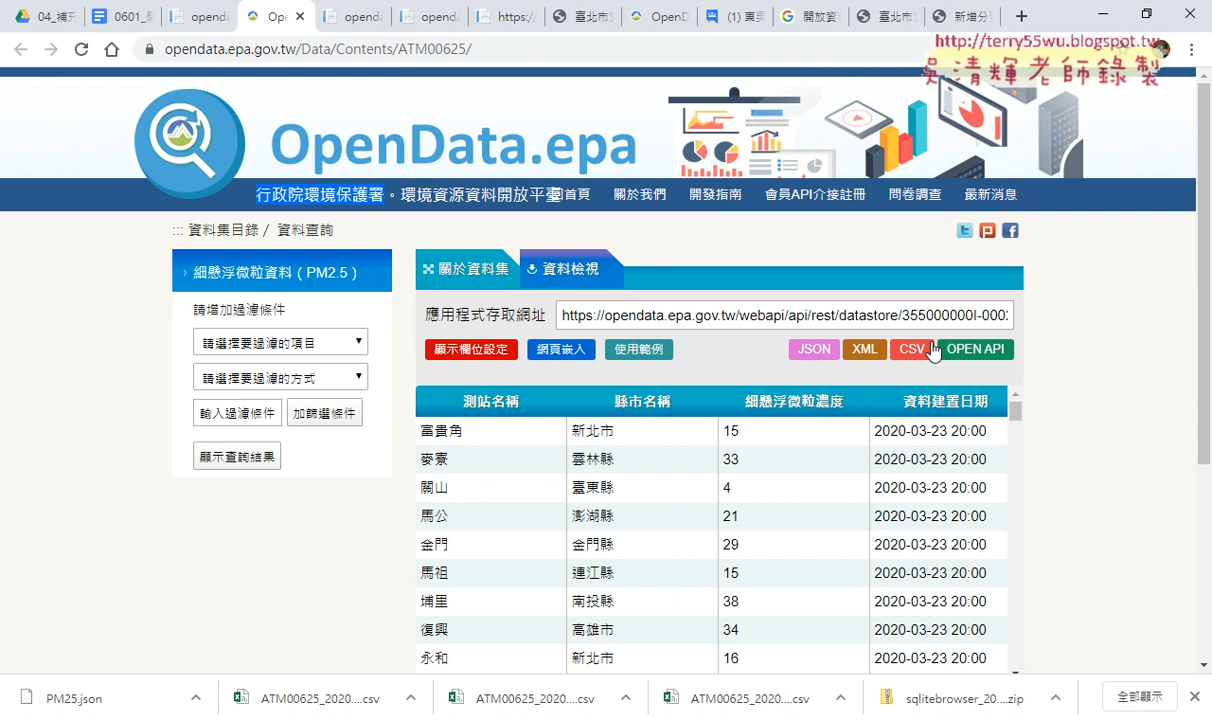 04_補充
0601_
openda
Ope
openda
openda
https:/
臺北市
OpenD
(1) 東
開放資
臺北市
新增分
opendata.epa.gov.tw/Data/Contents/ATM00625/
http://terry55wu.blogspot.tw
吳清輝老師錄製
OpenData.epa
行政院環境保護署。環境資源資料開放平臺
首頁 關於我們 開發指南 會員API介接註冊 問卷調查 最新消息
::: 資料集目錄 / 資料查詢
細懸浮微粒資料 ( PM2.5 )
請增加過濾條件
請選擇要過濾的項目
請選擇要過濾的方式
輸入過濾條件 加篩選條件
顯示查詢結果
關於資料集 資料檢視
應用程式存取網址 https://opendata.epa.gov.tw/webapi/api/rest/datastore/355000000I-000
顯示欄位設定 網頁嵌入 使用範例 JSON XML CSV OPEN API
測站名稱 縣市名稱 細懸浮微粒濃度 資料建置日期
富貴角 新北市 15 2020-03-23 20:00
麥寮 雲林縣 33 2020-03-23 20:00
關山 臺東縣 4 2020-03-23 20:00
馬公 澎湖縣 21 2020-03-23 20:00
金門 金門縣 29 2020-03-23 20:00
馬祖 連江縣 15 2020-03-23 20:00
埔里 南投縣 38 2020-03-23 20:00
復興 高雄市 34 2020-03-23 20:00
永和 新北市 16 2020-03-23 20:00
PM25.json
ATM00625_2020....csv
ATM00625_2020....csv
ATM00625_2020....csv
sqlitebrowser_20....zip
全部顯示